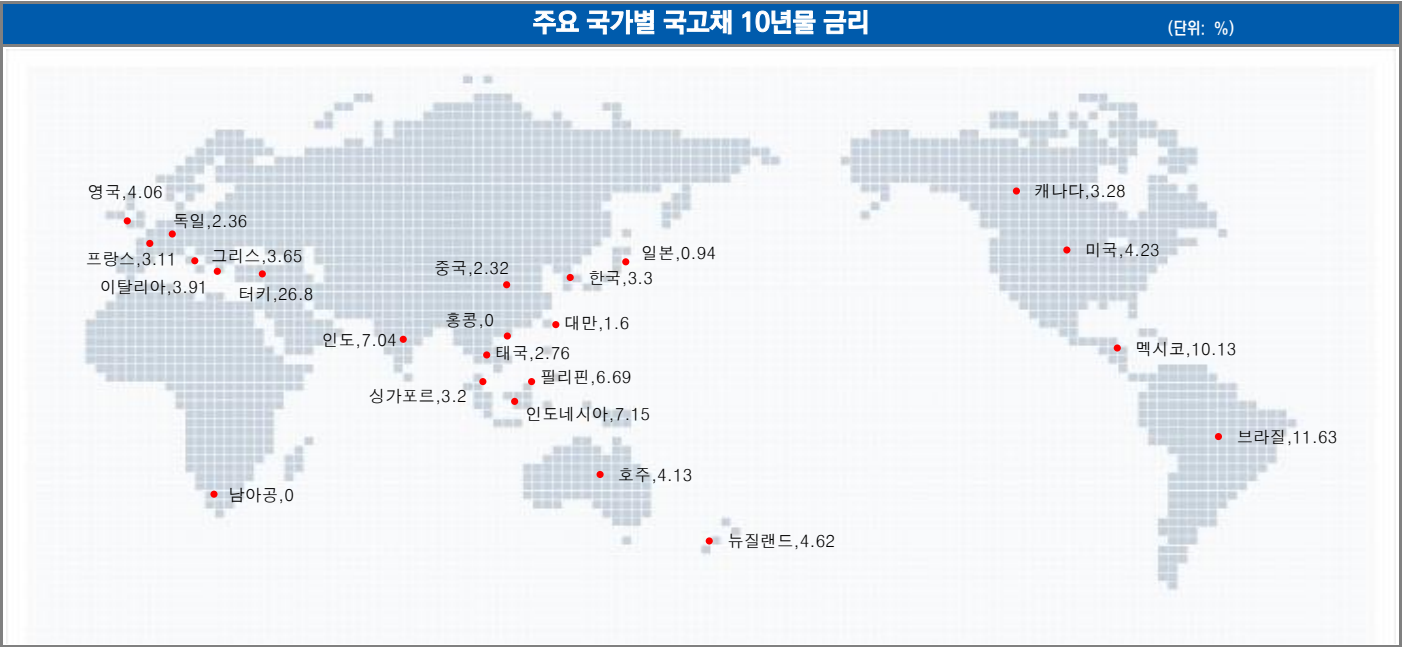 주요 국가별 국고채 10년물 금리
(단위: %)
영국,4.06
캐나다,3.28
독일,2.36
미국,4.23
프랑스,3.11
그리스,3.65
일본,0.94
중국,2.32
한국,3.3
이탈리아,3.91
터키,26.8
홍콩,0
대만,1.6
인도,7.04
태국,2.76
멕시코,10.13
필리핀,6.69
싱가포르,3.2
인도네시아,7.15
브라질,11.63
호주,4.13
남아공,0
뉴질랜드,4.62